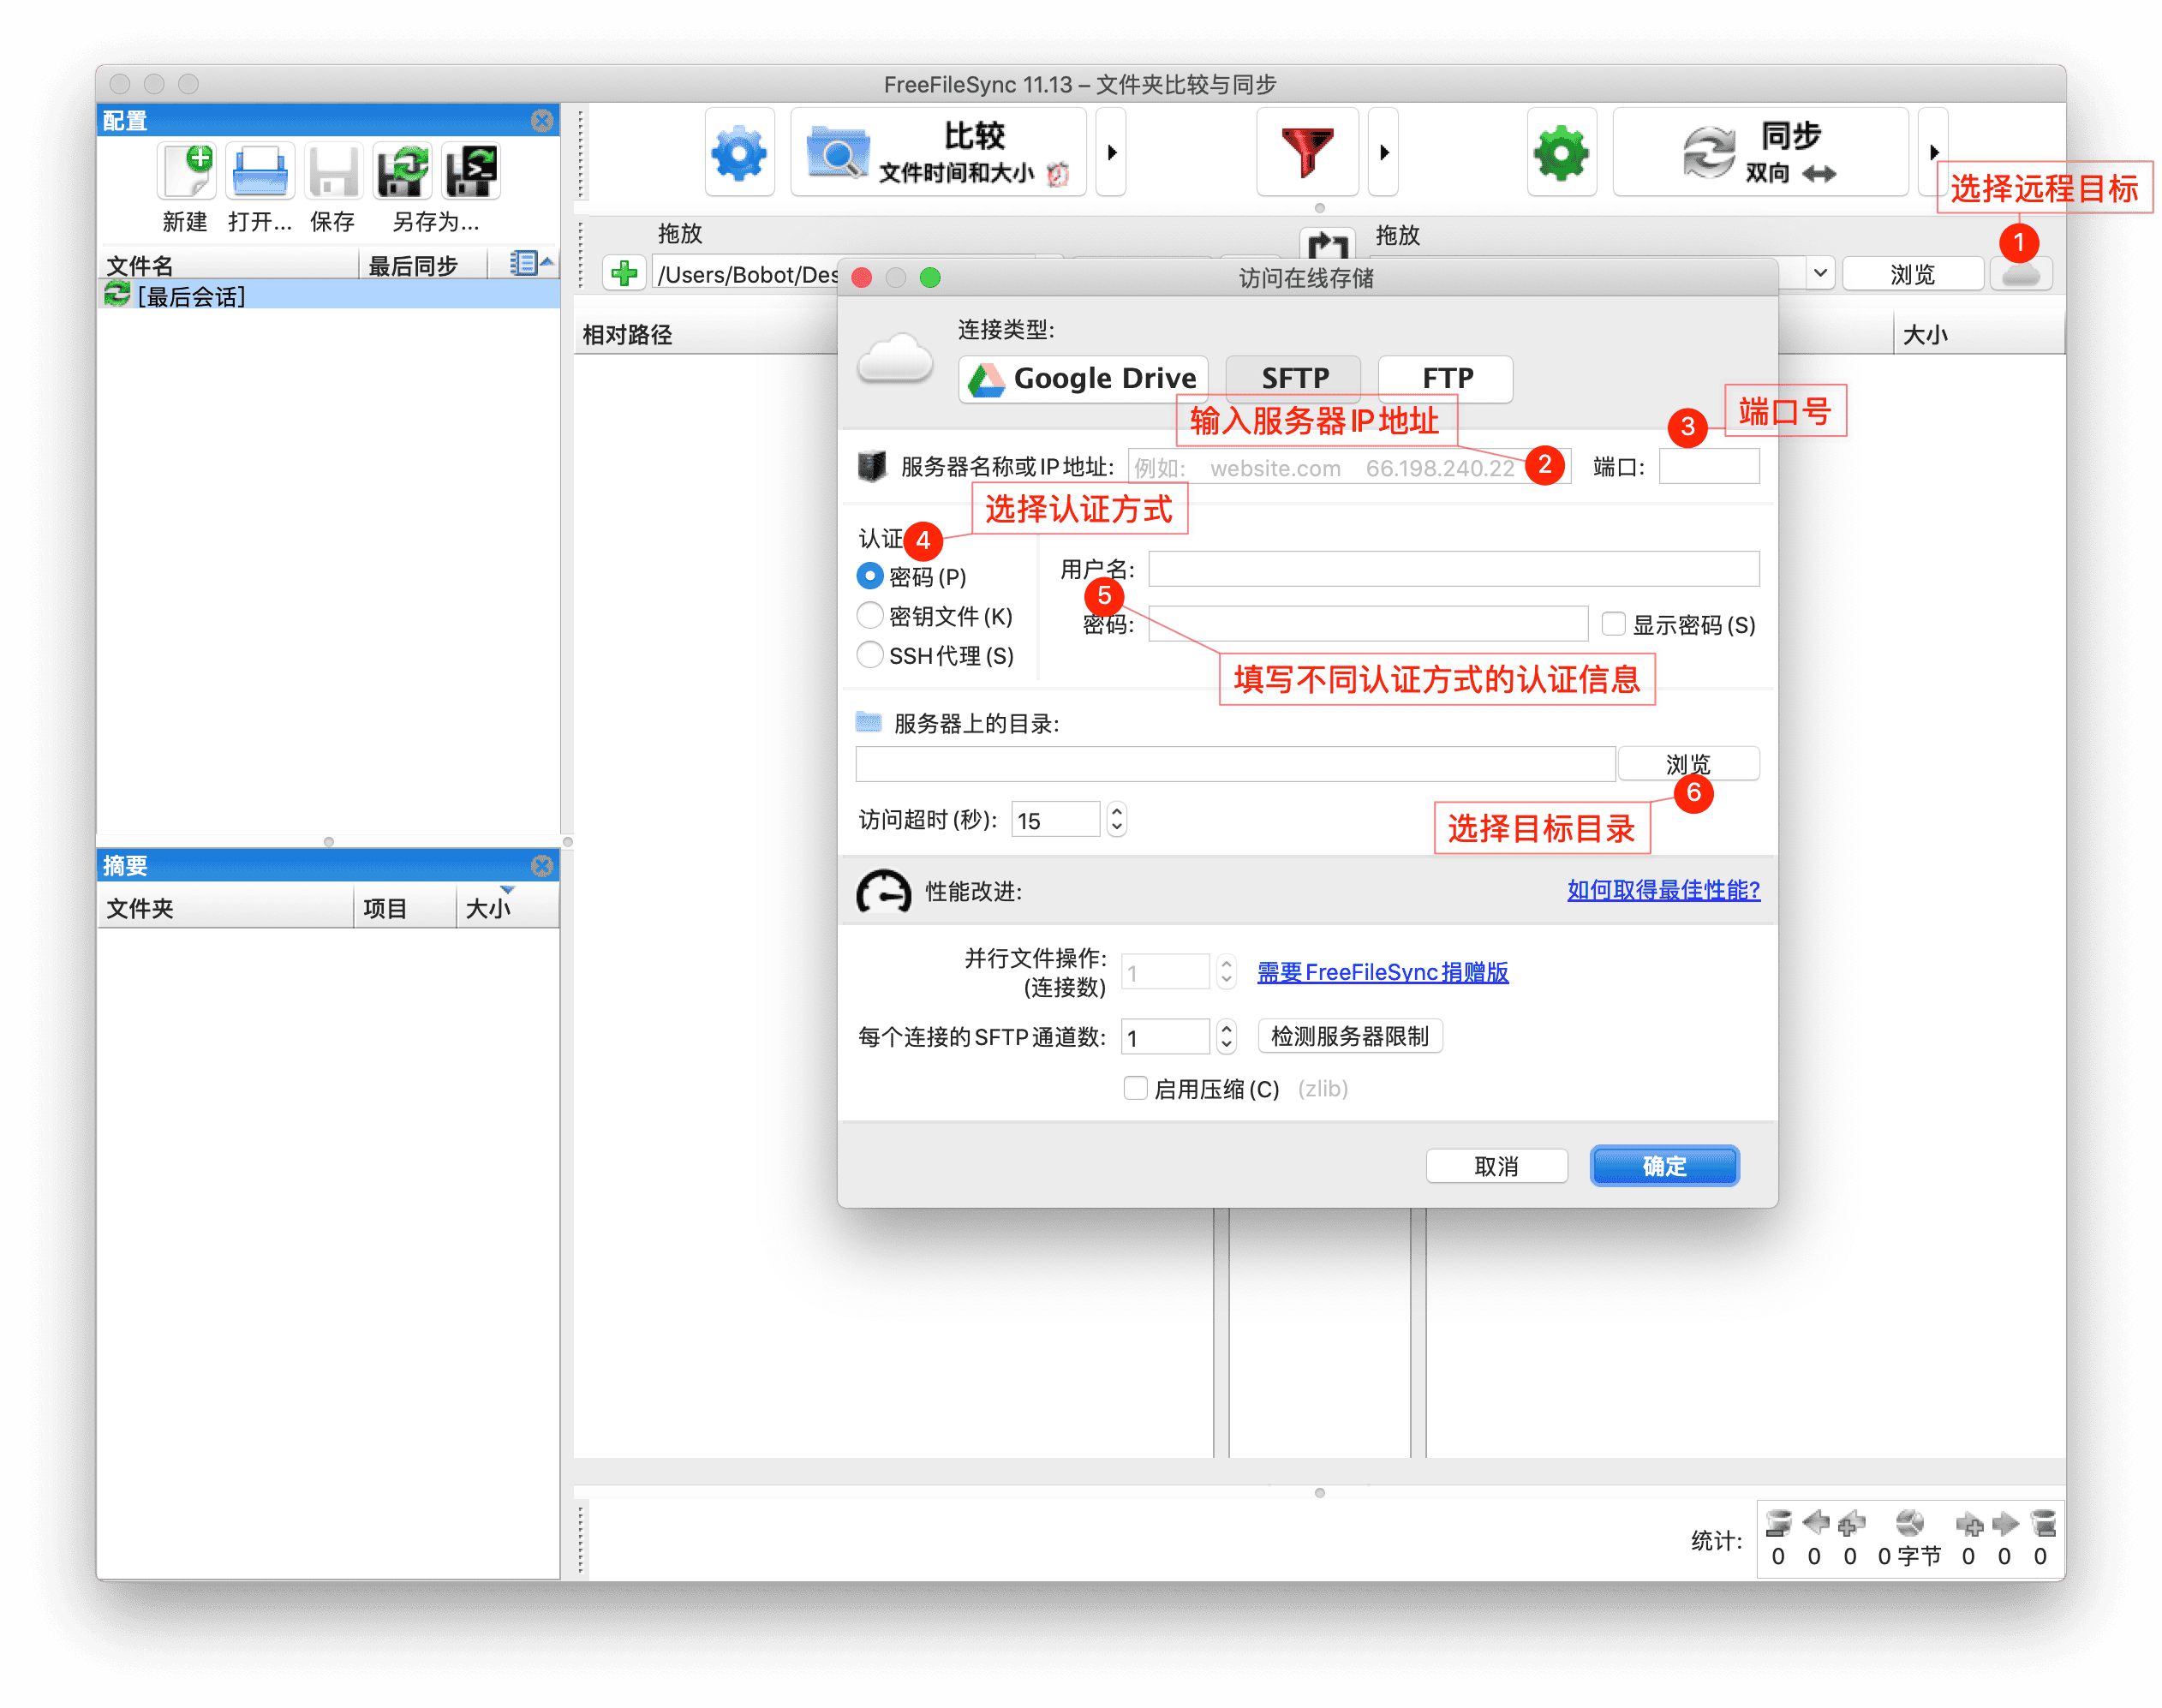 FreeFileSync 11.13 – 文件夹比较与同步
配置
新建
打开...
保存
另存为...
文件名
最后同步
[最后会话]
比较
文件时间和大小
同步
双向
选择远程目标
1
拖放
拖放
/Users/Bobot/Des
浏览
相对路径
大小
访问在线存储
连接类型:
Google Drive
SFTP
FTP
输入服务器IP地址
端口号
3
服务器名称或IP地址:
例如: website.com 66.198.240.22
2
端口:
选择认证方式
认证
4
密码(P)
密钥文件(K)
SSH代理(S)
用户名:
5
密码:
显示密码(S)
填写不同认证方式的认证信息
服务器上的目录:
浏览
6
选择目标目录
访问超时(秒):
15
性能改进:
如何取得最佳性能?
并行文件操作:
(连接数)
1
需要FreeFileSync捐赠版
每个连接的SFTP通道数:
1
检测服务器限制
启用压缩(C)
(zlib)
取消
确定
摘要
文件夹
项目
大小
统计:
0 0 0 0字节 0 0 0